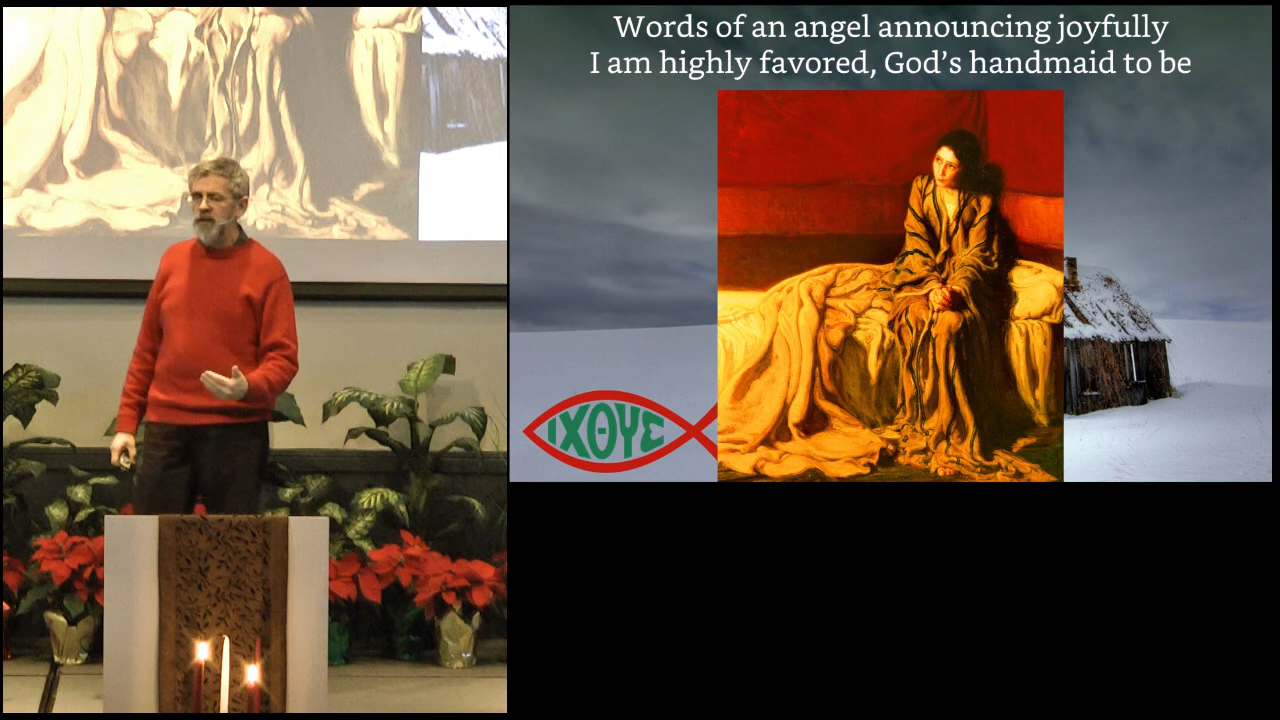 Words of an angel announcing joyfully
I am highly favored, God’s handmaid to be
ΙΧΘΥΣ